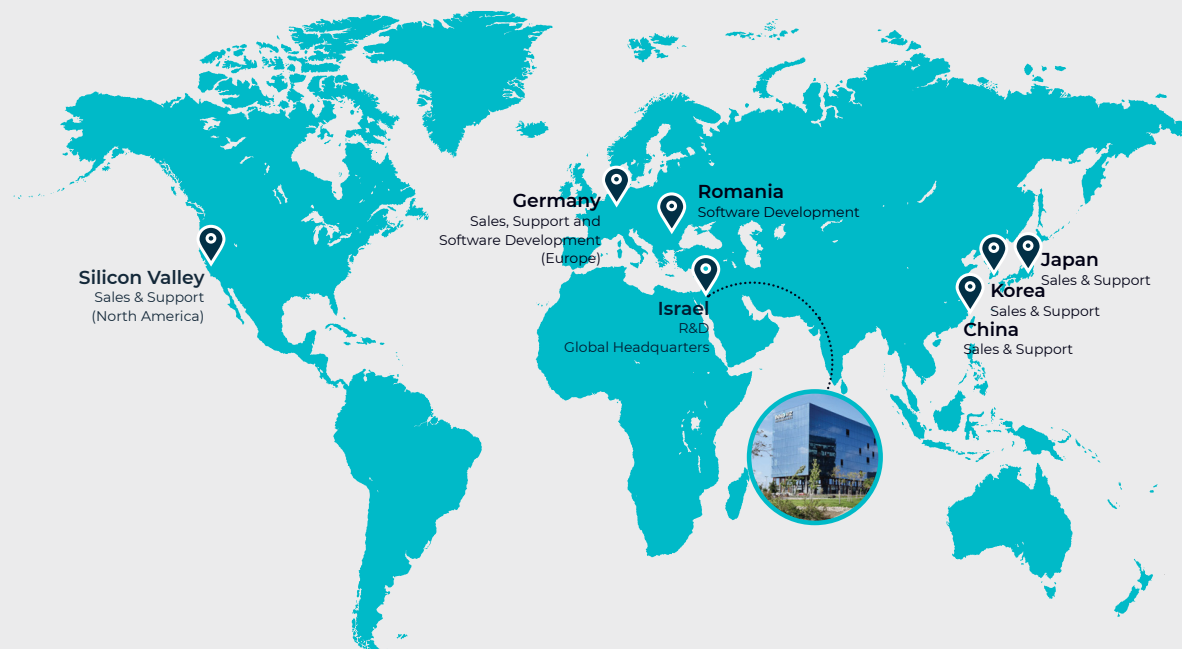 Silicon Valley
Sales & Support
(North America)
Germany
Sales, Support and
Software Development
(Europe)
Romania
Software Development
Israel
R&D
Global Headquarters
Japan
Sales & Support
Korea
Sales & Support
China
Sales & Support